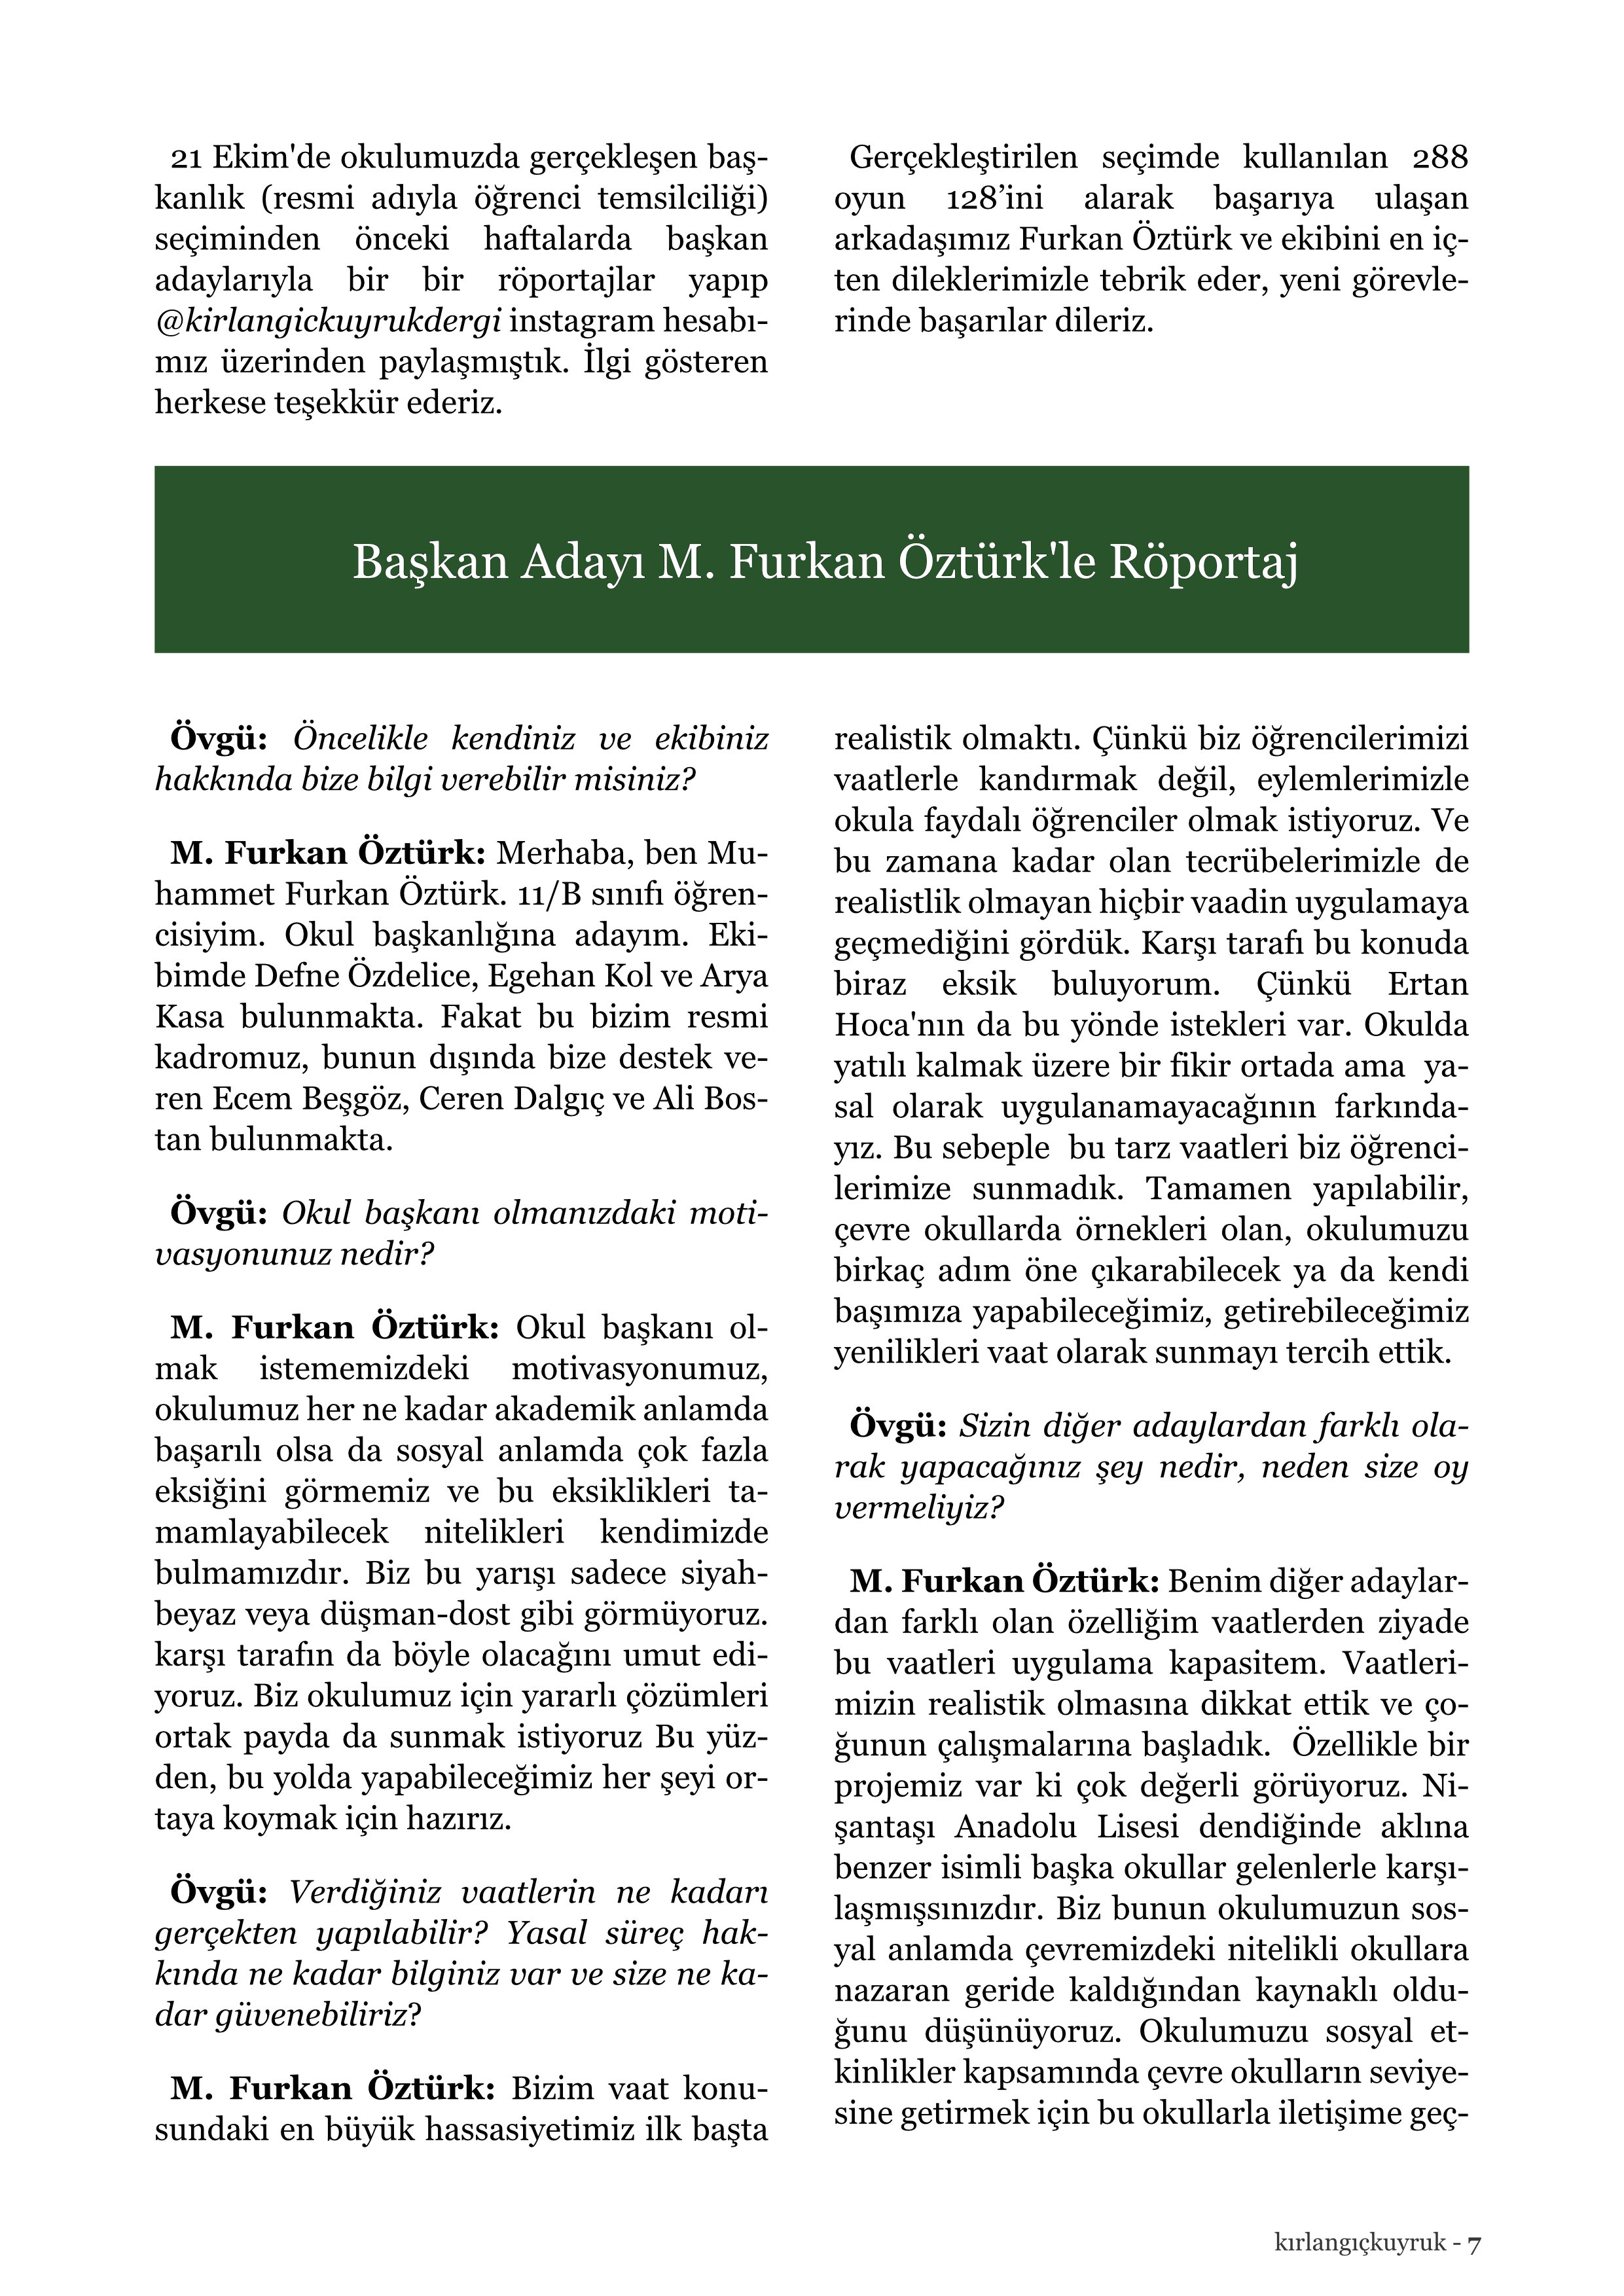 21 Ekim'de okulumuzda gerçekleşen baş-
kanlık (resmi adıyla öğrenci temsilciliği)
seçiminden önceki haftalarda başkan
adaylarıyla bir bir röportajlar yapıp
@kirlangickuyrukdergi instagram hesabı-
mız üzerinden paylaşmıştık. İlgi gösteren
herkese teşekkür ederiz.
Gerçekleştirilen seçimde kullanılan 288
oyun 128’ini alarak başarıya ulaşan
arkadaşımız Furkan Öztürk ve ekibini en iç-
ten dileklerimizle tebrik eder, yeni görevle-
rinde başarılar dileriz.
Başkan Adayı M. Furkan Öztürk'le Röportaj
Övgü: Öncelikle kendiniz ve ekibiniz
hakkında bize bilgi verebilir misiniz?
M. Furkan Öztürk: Merhaba, ben Mu-
hammet Furkan Öztürk. 11/B sınıfı öğren-
cisiyim. Okul başkanlığına adayım. Eki-
bimde Defne Özdelice, Egehan Kol ve Arya
Kasa bulunmakta. Fakat bu bizim resmi
kadromuz, bunun dışında bize destek ve-
ren Ecem Beşgöz, Ceren Dalgıç ve Ali Bos-
tan bulunmakta.
Övgü: Okul başkanı olmanızdaki moti-
vasyonunuz nedir?
M. Furkan Öztürk: Okul başkanı ol-
mak istememizdeki motivasyonumuz,
okulumuz her ne kadar akademik anlamda
başarılı olsa da sosyal anlamda çok fazla
eksiğini görmemiz ve bu eksiklikleri ta-
mamlayabilecek nitelikleri kendimizde
bulmamızdır. Biz bu yarışı sadece siyah-
beyaz veya düşman-dost gibi görmüyoruz.
karşı tarafın da böyle olacağını umut edi-
yoruz. Biz okulumuz için yararlı çözümleri
ortak payda da sunmak istiyoruz Bu yüz-
den, bu yolda yapabileceğimiz her şeyi or-
taya koymak için hazırız.
Övgü: Verdiğiniz vaatlerin ne kadarı
gerçekten yapılabilir? Yasal süreç hak-
kında ne kadar bilginiz var ve size ne ka-
dar güvenebiliriz?
M. Furkan Öztürk: Bizim vaat konu-
sundaki en büyük hassasiyetimiz ilk başta
realistik olmaktı. Çünkü biz öğrencilerimizi
vaatlerle kandırmak değil, eylemlerimizle
okula faydalı öğrenciler olmak istiyoruz. Ve
bu zamana kadar olan tecrübelerimizle de
realistlik olmayan hiçbir vaadin uygulamaya
geçmediğini gördük. Karşı tarafı bu konuda
biraz eksik buluyorum. Çünkü Ertan
Hoca'nın da bu yönde istekleri var. Okulda
yatılı kalmak üzere bir fikir ortada ama ya-
sal olarak uygulanamayacağının farkında-
yız. Bu sebeple bu tarz vaatleri biz öğrenci-
lerimize sunmadık. Tamamen yapılabilir,
çevre okullarda örnekleri olan, okulumuzu
birkaç adım öne çıkarabilecek ya da kendi
başımıza yapabileceğimiz, getirebileceğimiz
yenilikleri vaat olarak sunmayı tercih ettik.
Övgü: Sizin diğer adaylardan farklı ola-
rak yapacağınız şey nedir, neden size oy
vermeliyiz?
M. Furkan Öztürk: Benim diğer adaylar-
dan farklı olan özelliğim vaatlerden ziyade
bu vaatleri uygulama kapasitem. Vaatleri-
mizin realistik olmasına dikkat ettik ve ço-
ğunun çalışmalarına başladık. Özellikle bir
projemiz var ki çok değerli görüyoruz. Ni-
şantaşı Anadolu Lisesi dendiğinde aklına
benzer isimli başka okullar gelenlerle karşı-
laşmışsınızdır. Biz bunun okulumuzun sos-
yal anlamda çevremizdeki nitelikli okullara
nazaran geride kaldığından kaynaklı oldu-
ğunu düşünüyoruz. Okulumuzu sosyal et-
kinlikler kapsamında çevre okulların seviye-
sine getirmek için bu okullarla iletişime geç-
kırlangıçkuyruk - 7